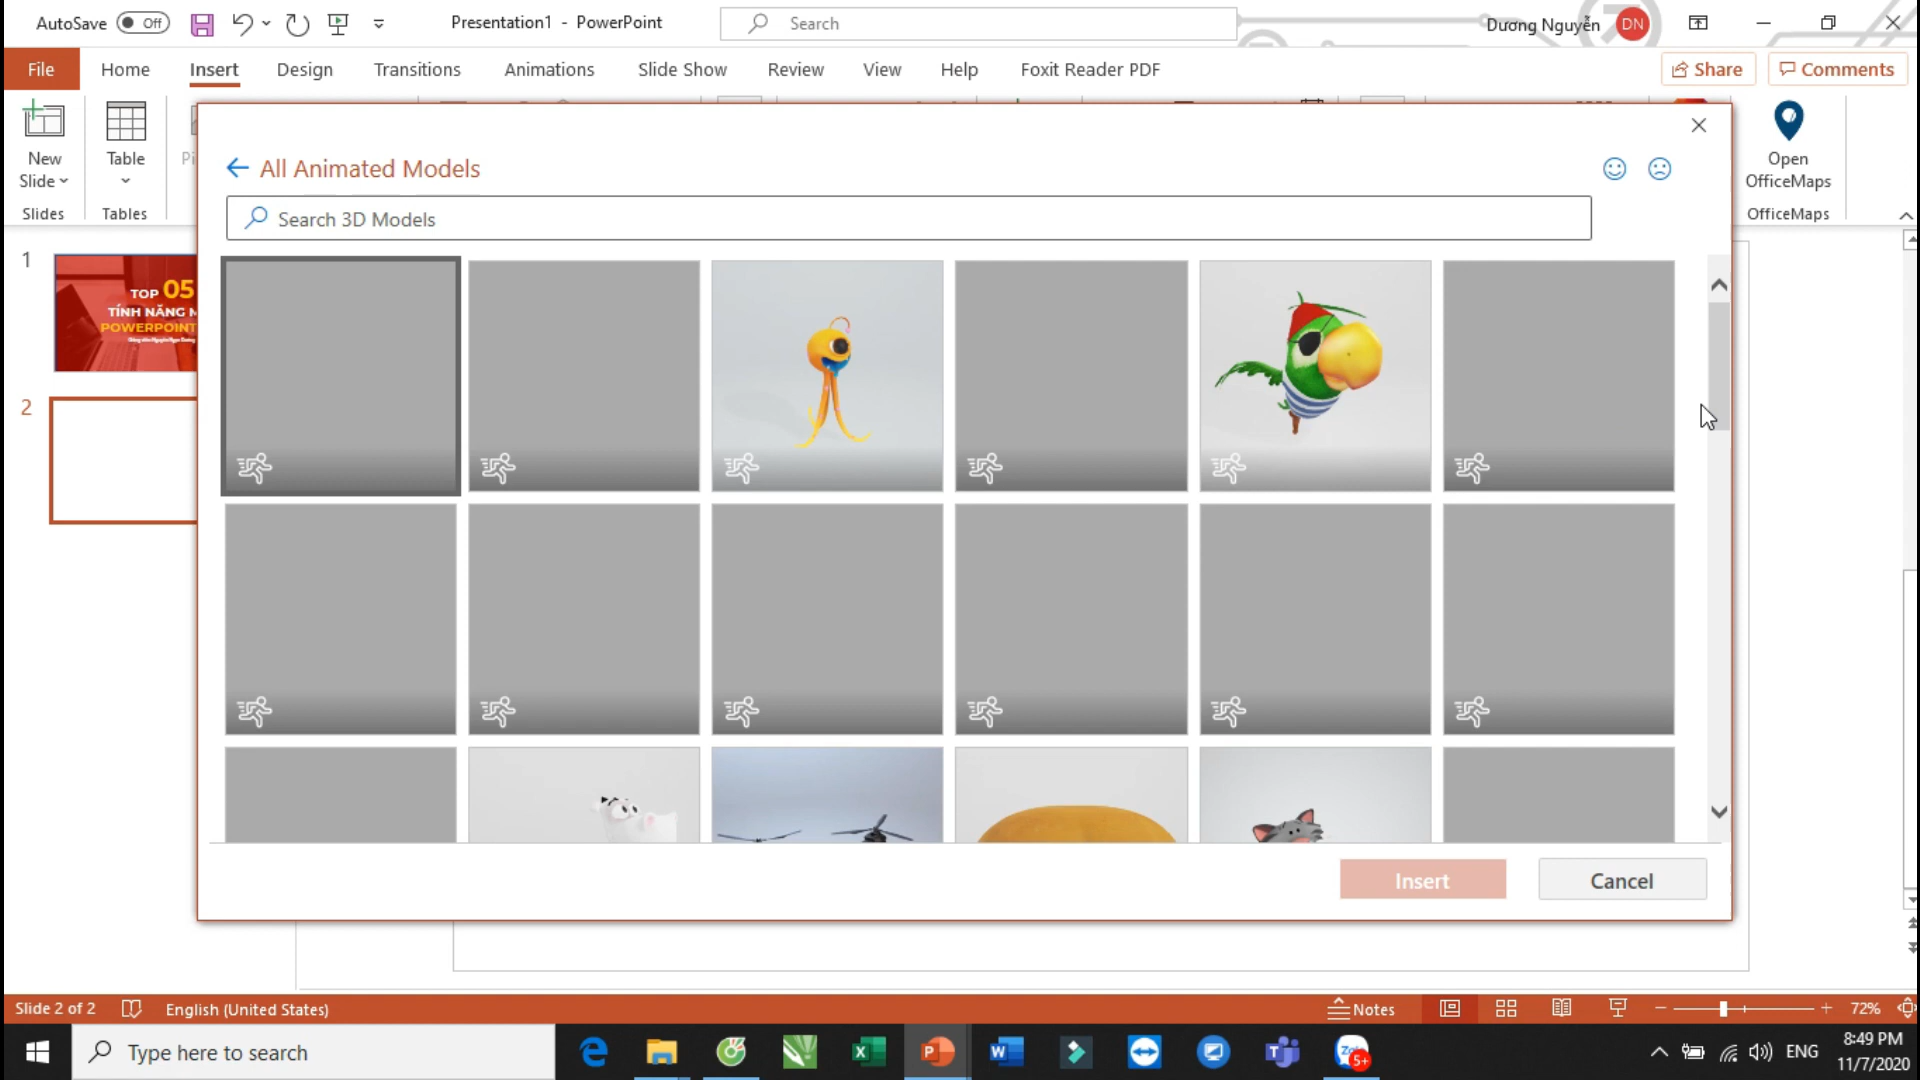 AutoSave Off Presentation1 - PowerPoint Search Dương Nguyễn DN
File Home Insert Design Transitions Animations Slide Show Review View Help Foxit Reader PDF Share Comments
New Slide
Table
Open OfficeMaps
Slides Tables OfficeMaps
All Animated Models
Search 3D Models
1
TOP 05
TÍNH NĂNG
POWERPOINT
2
Insert Cancel
Slide 2 of 2 English (United States) Notes 72%
Type here to search
ENG
8:49 PM
11/7/2020
5+